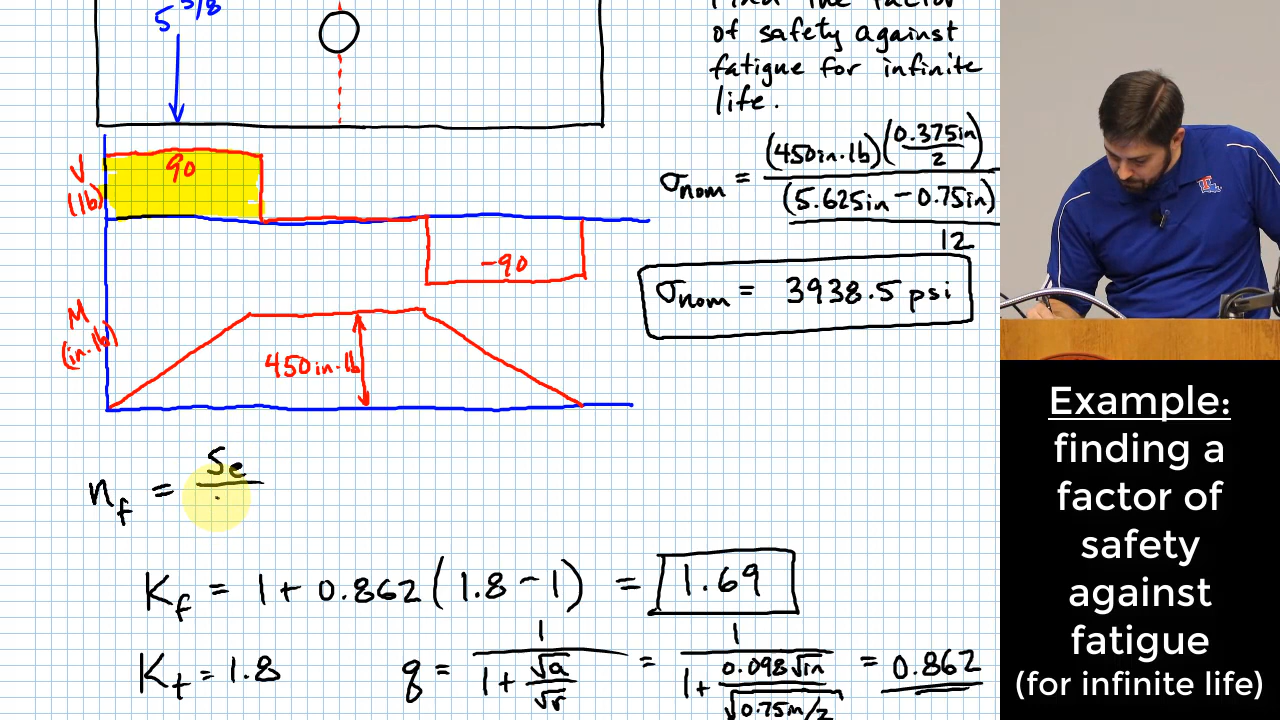 5 3/8
Find the factor
of safety against
fatigue for infinite
life.
V
(lb)
90
-90
M
(in.lb)
450in.lb
σnom = (450in.lb)(0.375in/2) / (5.625in - 0.75in) / 12
σnom = 3938.5 psi
nf = Se
Kf = 1 + 0.862(1.8 - 1) = 1.69
Kt = 1.8
q = 1 / (1 + √a/√r) = 1 / (1 + 0.098√in/√0.75in/2) = 0.862
Example:
finding a
factor of
safety
against
fatigue
(for infinite life)